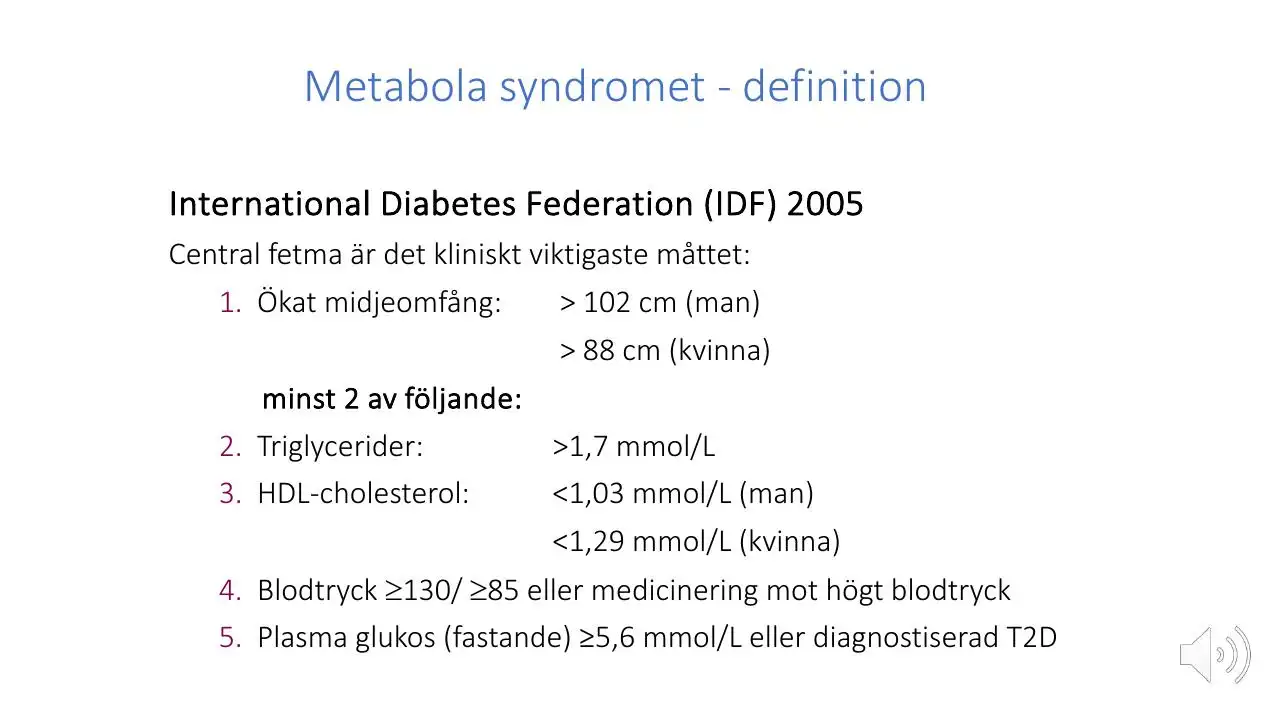 Metabola syndromet - definition
International Diabetes Federation (IDF) 2005
Central fetma är det kliniskt viktigaste måttet:
1. Ökat midjeomfång: > 102 cm (man)
> 88 cm (kvinna)
minst 2 av följande:
2. Triglycerider: >1,7 mmol/L
3. HDL-cholesterol: <1,03 mmol/L (man)
<1,29 mmol/L (kvinna)
4. Blodtryck ≥130/ ≥85 eller medicinering mot högt blodtryck
5. Plasma glukos (fastande) ≥5,6 mmol/L eller diagnostiserad T2D